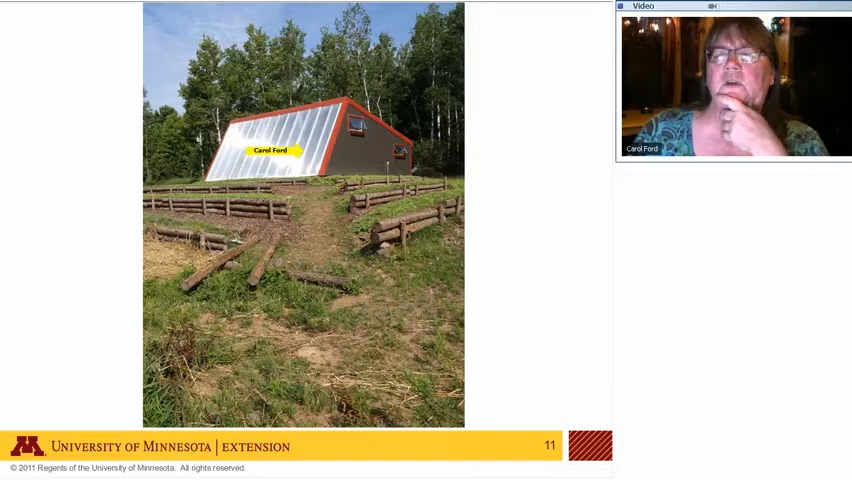 Video
Carol Ford
Carol Ford
M UNIVERSITY OF MINNESOTA | EXTENSION
11
© 2011 Regents of the University of Minnesota. All rights reserved.